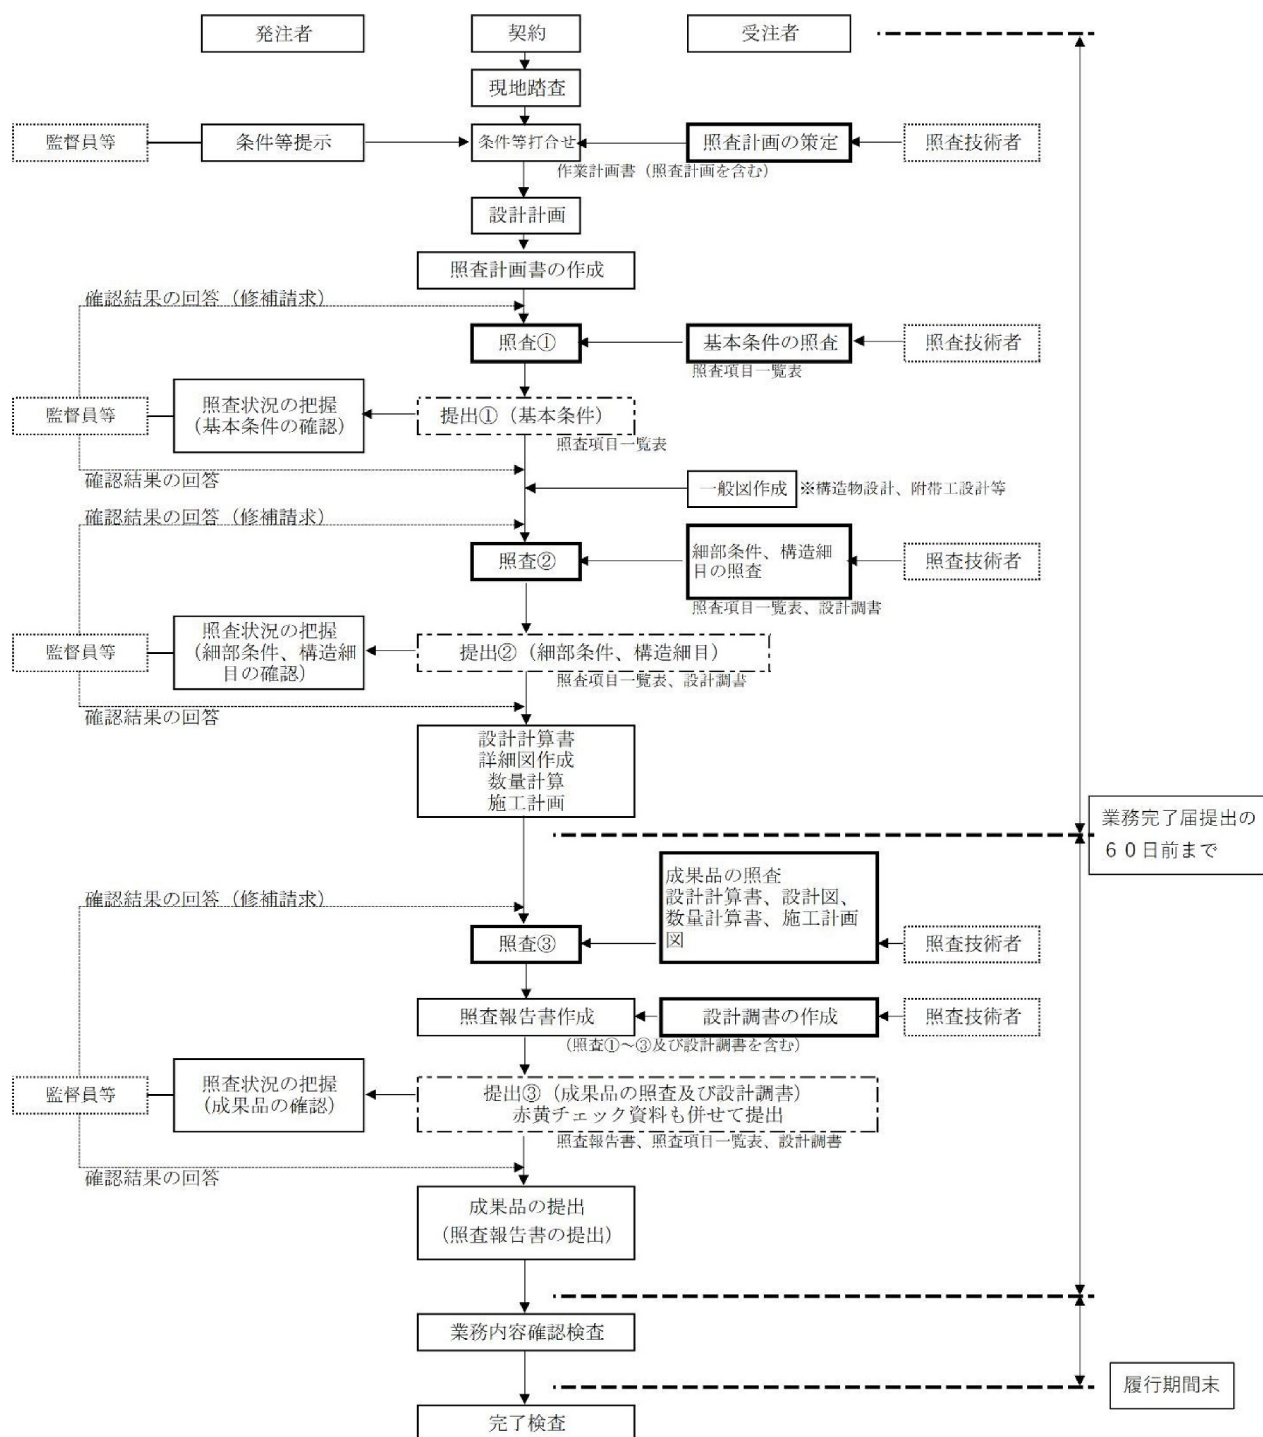 発注者
契約
受注者
現地踏査
監督員等
条件等提示
条件等打合せ
照査計画の策定
照査技術者
作業計画書（照査計画を含む）
設計計画
照査計画書の作成
確認結果の回答（修補請求）
照査①
基本条件の照査
照査技術者
照査項目一覧表
監督員等
照査状況の把握
(基本条件の確認)
提出①（基本条件）
照査項目一覧表
確認結果の回答
一般図作成
※構造物設計、附帯工設計等
確認結果の回答（修補請求）
照査②
細部条件、構造細
目の照査
照査技術者
照査項目一覧表、設計調書
監督員等
照査状況の把握
(細部条件、構造細
目の確認)
提出②（細部条件、構造細目）
照査項目一覧表、設計調書
確認結果の回答
設計計算書
詳細図作成
数量計算
施工計画
業務完了届提出の
６０日前まで
確認結果の回答（修補請求）
照査③
成果品の照査
設計計算書、設計図、
数量計算書、施工計画
図
照査技術者
照査報告書作成
設計調書の作成
照査技術者
(照査①～③及び設計調書を含む)
監督員等
照査状況の把握
(成果品の確認)
提出③（成果品の照査及び設計調書）
赤黄チェック資料も併せて提出
照査報告書、照査項目一覧表、設計調書
確認結果の回答
成果品の提出
（照査報告書の提出）
業務内容確認検査
履行期間末
完了検査